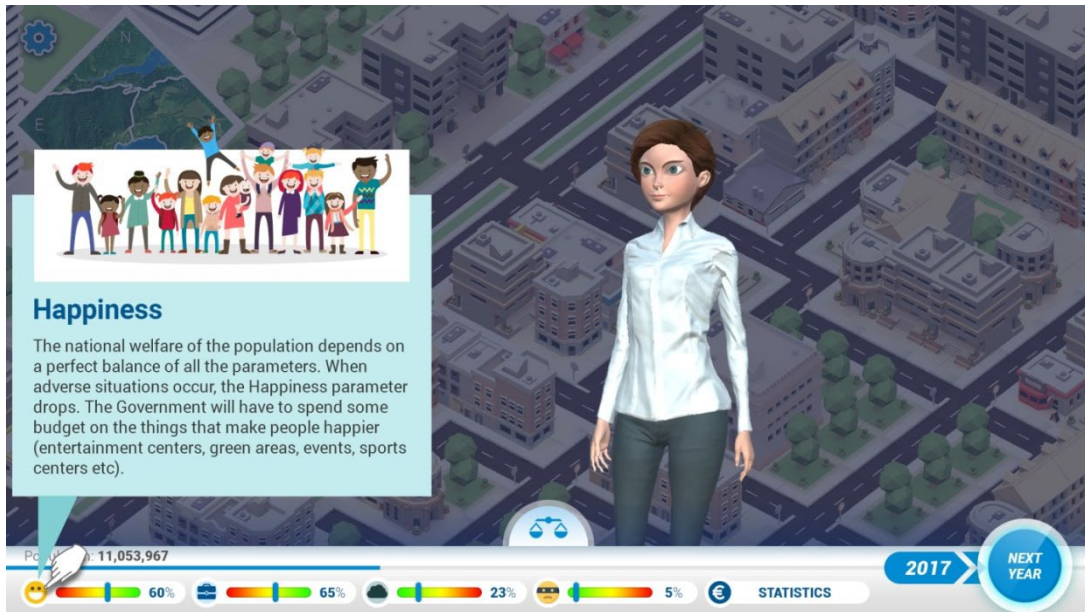 N
E
Happiness
The national welfare of the population depends on
a perfect balance of all the parameters. When
adverse situations occur, the Happiness parameter
drops. The Government will have to spend some
budget on the things that make people happier
(entertainment centers, green areas, events, sports
centers etc).
11,053,967
60%
65%
23%
5%
€
STATISTICS
2017
NEXT
YEAR